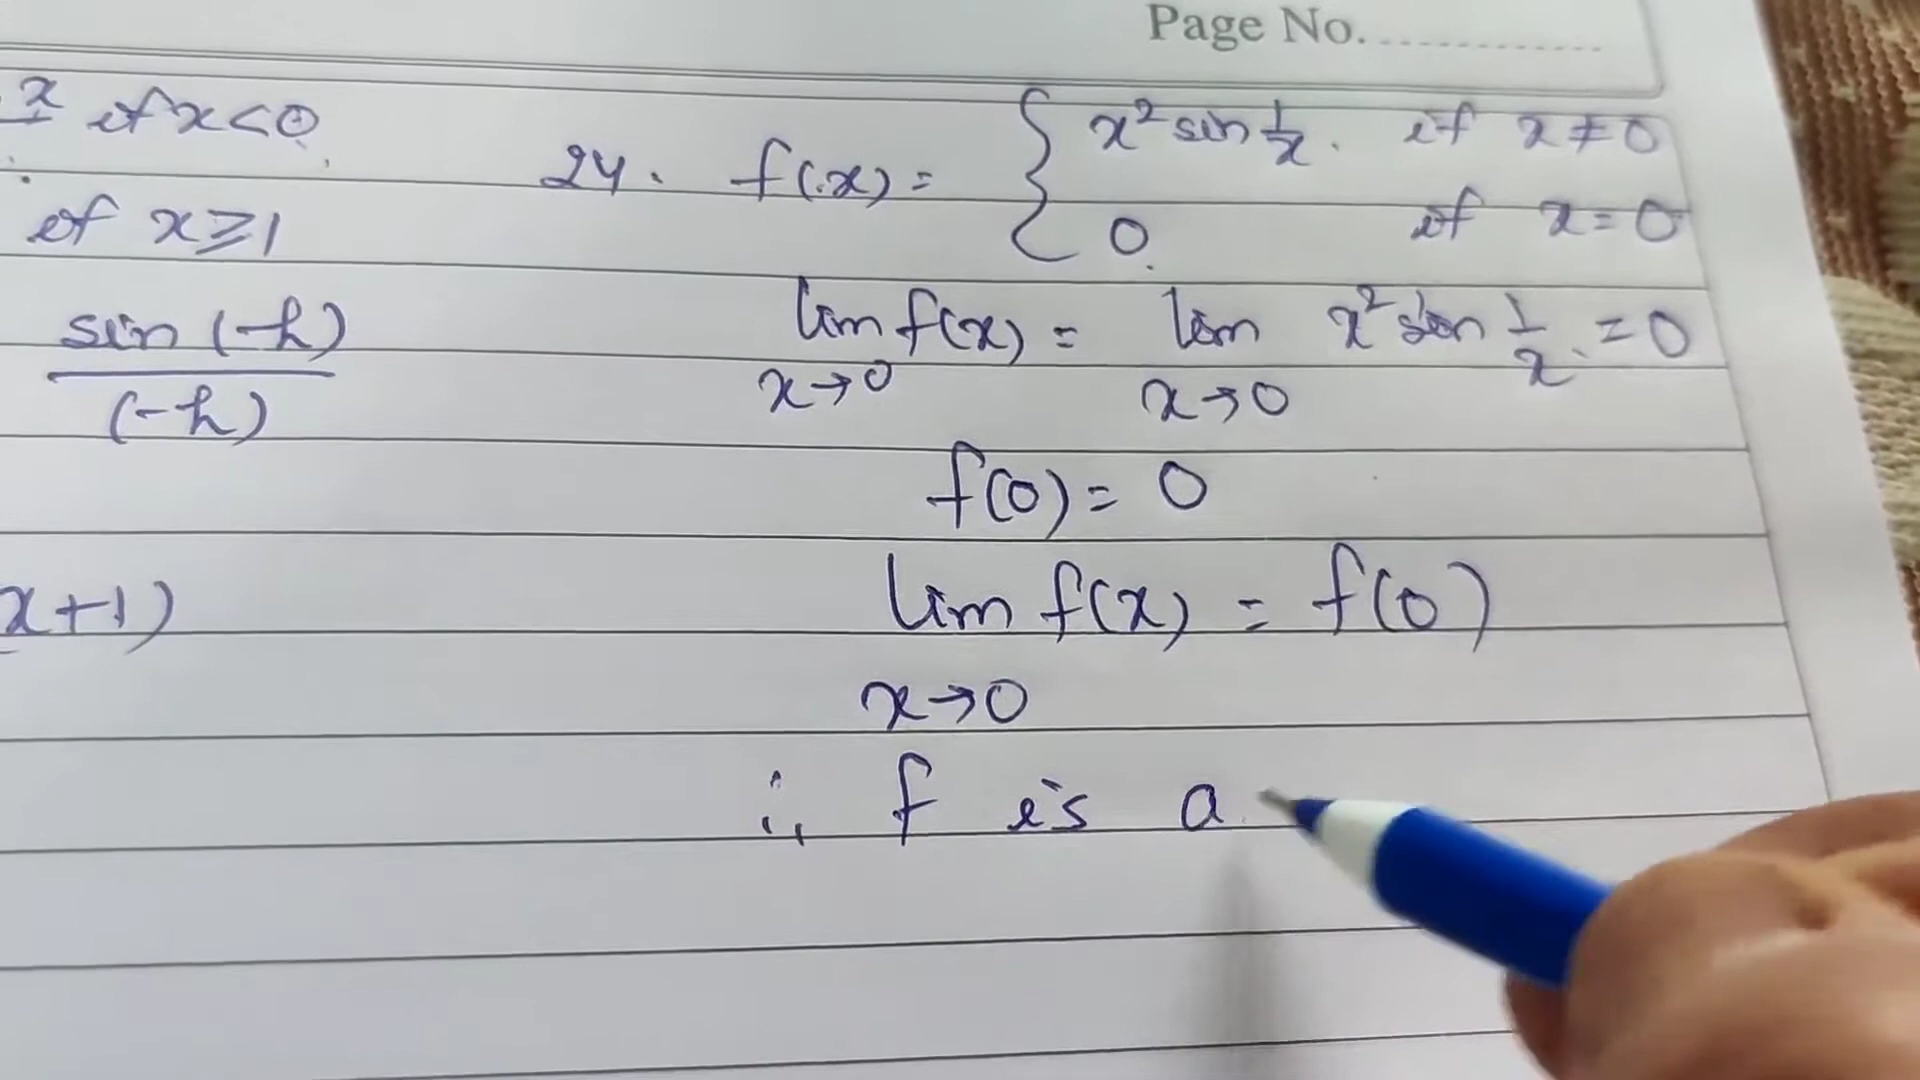 Page No. ..............
x if x<0
if x≥1
sin (-h)
(-h)
x+1)
24. f(x) = { x² sin 1/x . if x ≠ 0
0 if x = 0
lim f(x) = lim x² sin 1/x = 0
x→0 x→0
f(0) = 0
lim f(x) = f(0)
x→0
∴ f is a